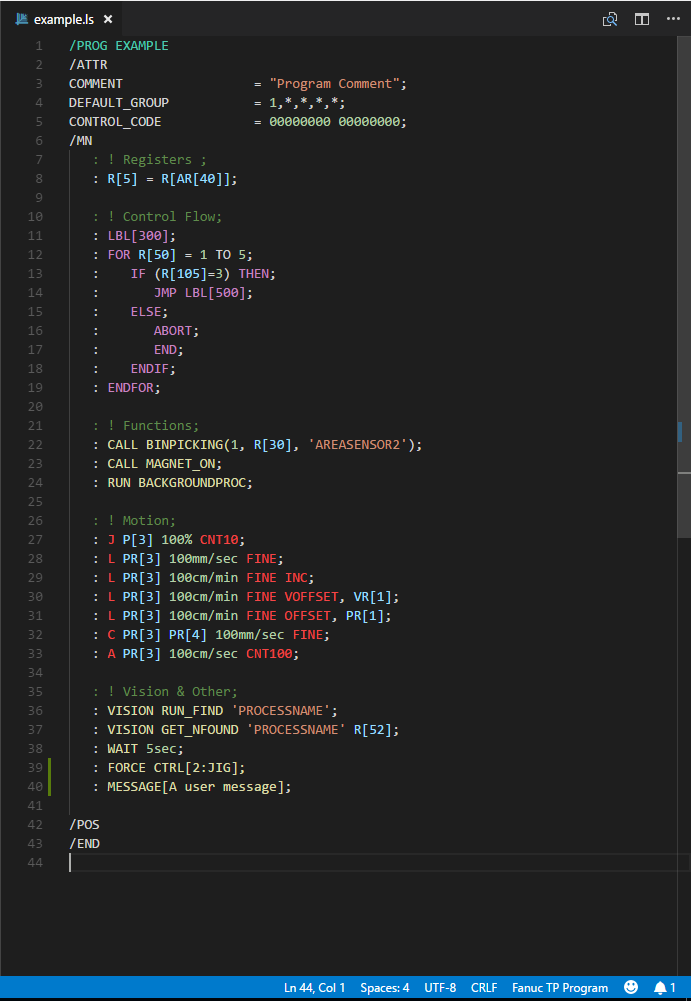 example.ls ×
1 /PROG EXAMPLE
2 /ATTR
3 COMMENT = "Program Comment";
4 DEFAULT_GROUP = 1,*,*,*,*;
5 CONTROL_CODE = 00000000 00000000;
6 /MN
7 : ! Registers ;
8 : R[5] = R[AR[40]];
9
10 : ! Control Flow;
11 : LBL[300];
12 : FOR R[50] = 1 TO 5;
13 : IF (R[105]=3) THEN;
14 : JMP LBL[500];
15 : ELSE;
16 : ABORT;
17 : END;
18 : ENDIF;
19 : ENDFOR;
20
21 : ! Functions;
22 : CALL BINPICKING(1, R[30], 'AREASENSOR2');
23 : CALL MAGNET_ON;
24 : RUN BACKGROUNDPROC;
25
26 : ! Motion;
27 : J P[3] 100% CNT10;
28 : L PR[3] 100mm/sec FINE;
29 : L PR[3] 100cm/min FINE INC;
30 : L PR[3] 100cm/min FINE VOFFSET, VR[1];
31 : L PR[3] 100cm/min FINE OFFSET, PR[1];
32 : C PR[3] PR[4] 100mm/sec FINE;
33 : A PR[3] 100cm/sec CNT100;
34
35 : ! Vision & Other;
36 : VISION RUN_FIND 'PROCESSNAME';
37 : VISION GET_NFOUND 'PROCESSNAME' R[52];
38 : WAIT 5sec;
39 : FORCE CTRL[2:JIG];
40 : MESSAGE[A user message];
41
42 /POS
43 /END
44
Ln 44, Col 1 Spaces: 4 UTF-8 CRLF Fanuc TP Program 1